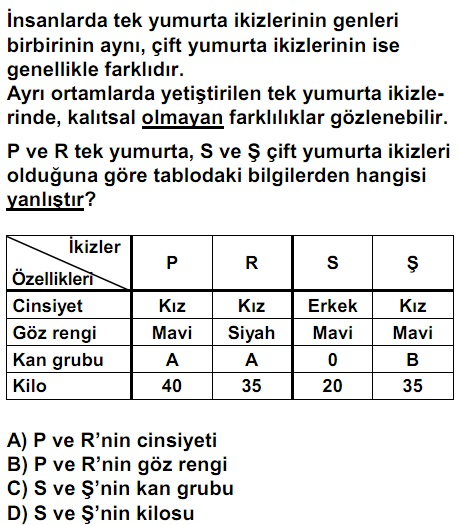 İnsanlarda tek yumurta ikizlerinin genleri
birbirinin aynı, çift yumurta ikizlerinin ise
genellikle farklıdır.
Ayrı ortamlarda yetiştirilen tek yumurta ikizle-
rinde, kalıtsal olmayan farklılıklar gözlenebilir.
P ve R tek yumurta, S ve Ş çift yumurta ikizleri
olduğuna göre tablodaki bilgilerden hangisi
yanlıştır?
İkizler
Özellikleri P R S Ş
Cinsiyet Kız Kız Erkek Kız
Göz rengi Mavi Siyah Mavi Mavi
Kan grubu A A 0 B
Kilo 40 35 20 35
A) P ve R’nin cinsiyeti
B) P ve R’nin göz rengi
C) S ve Ş’nin kan grubu
D) S ve Ş’nin kilosu